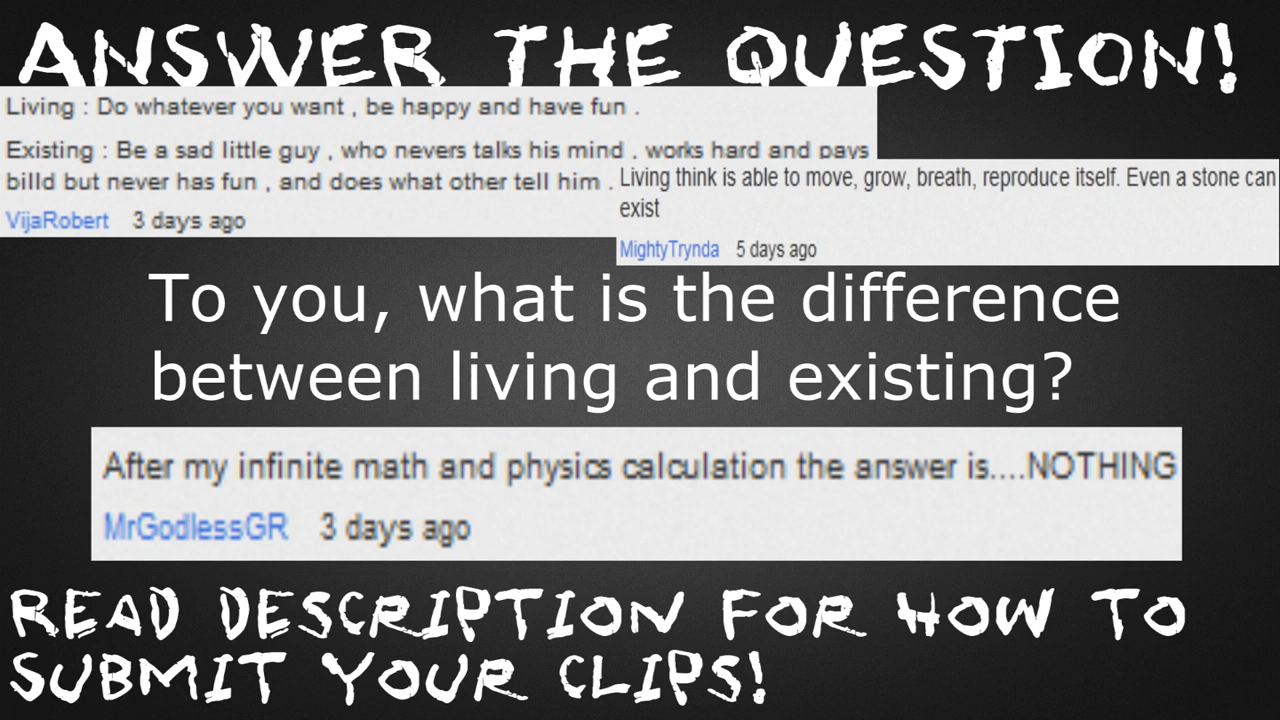 ANSWER THE QUESTION!
Living : Do whatever you want , be happy and have fun .
Existing : Be a sad little guy , who nevers talks his mind . works hard and pays
billd but never has fun , and does what other tell him .
VijaRobert 3 days ago
Living think is able to move, grow, breath, reproduce itself. Even a stone can
exist
MightyTrynda 5 days ago
To you, what is the difference
between living and existing?
After my infinite math and physics calculation the answer is....NOTHING
MrGodlessGR 3 days ago
READ DESCRIPTION FOR HOW TO
SUBMIT YOUR CLIPS!